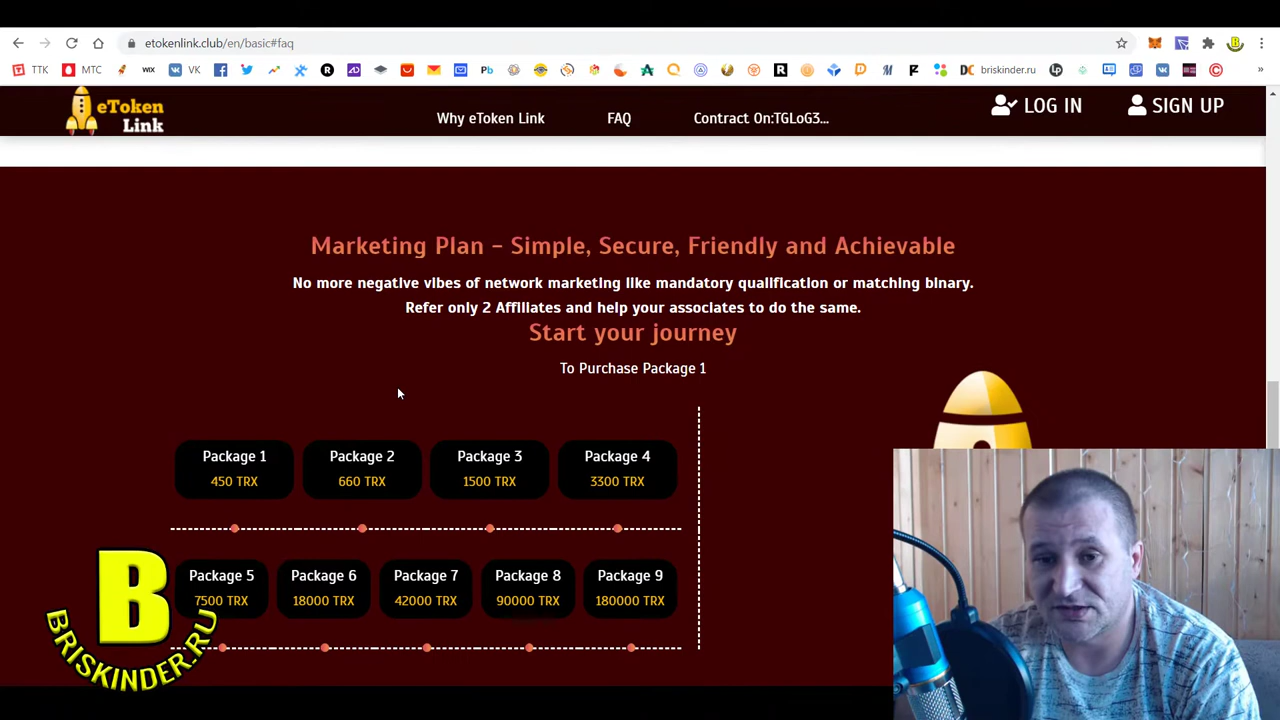 etokenlink.club/en/basic#faq
TTK
МТС
WIX
VK
Pb
DC
briskinder.ru
LP
eToken
Link
Why eToken Link
FAQ
Contract On:TGLoG3...
LOG IN
SIGN UP
Marketing Plan - Simple, Secure, Friendly and Achievable
No more negative vibes of network marketing like mandatory qualification or matching binary.
Refer only 2 Affiliates and help your associates to do the same.
Start your journey
To Purchase Package 1
Package 1
450 TRX
Package 2
660 TRX
Package 3
1500 TRX
Package 4
3300 TRX
Package 5
7500 TRX
Package 6
18000 TRX
Package 7
42000 TRX
Package 8
90000 TRX
Package 9
180000 TRX
B
BRISKINDER.RU